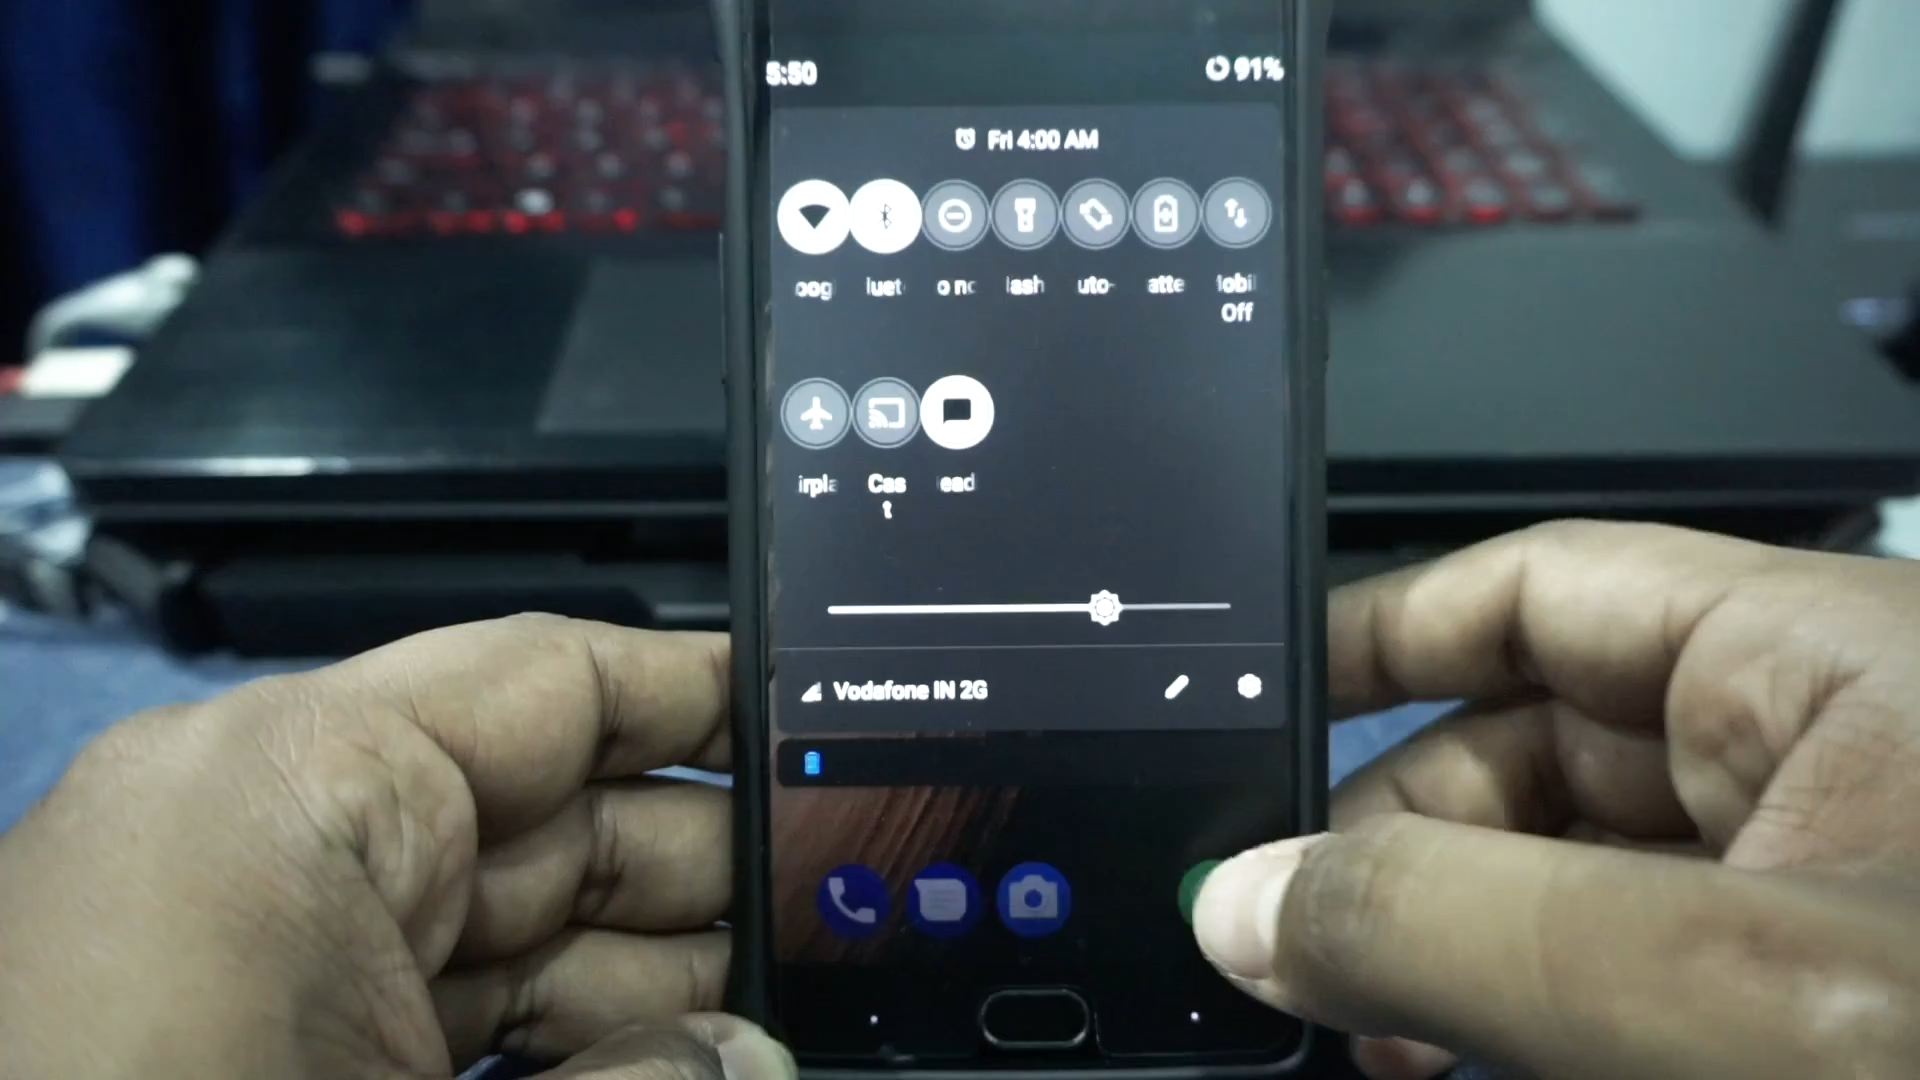 5:50 91%
Fri 4:00 AM
oog luet o no lash uto- atte lobi
Off
irpla Cas ead
t
Vodafone IN 2G